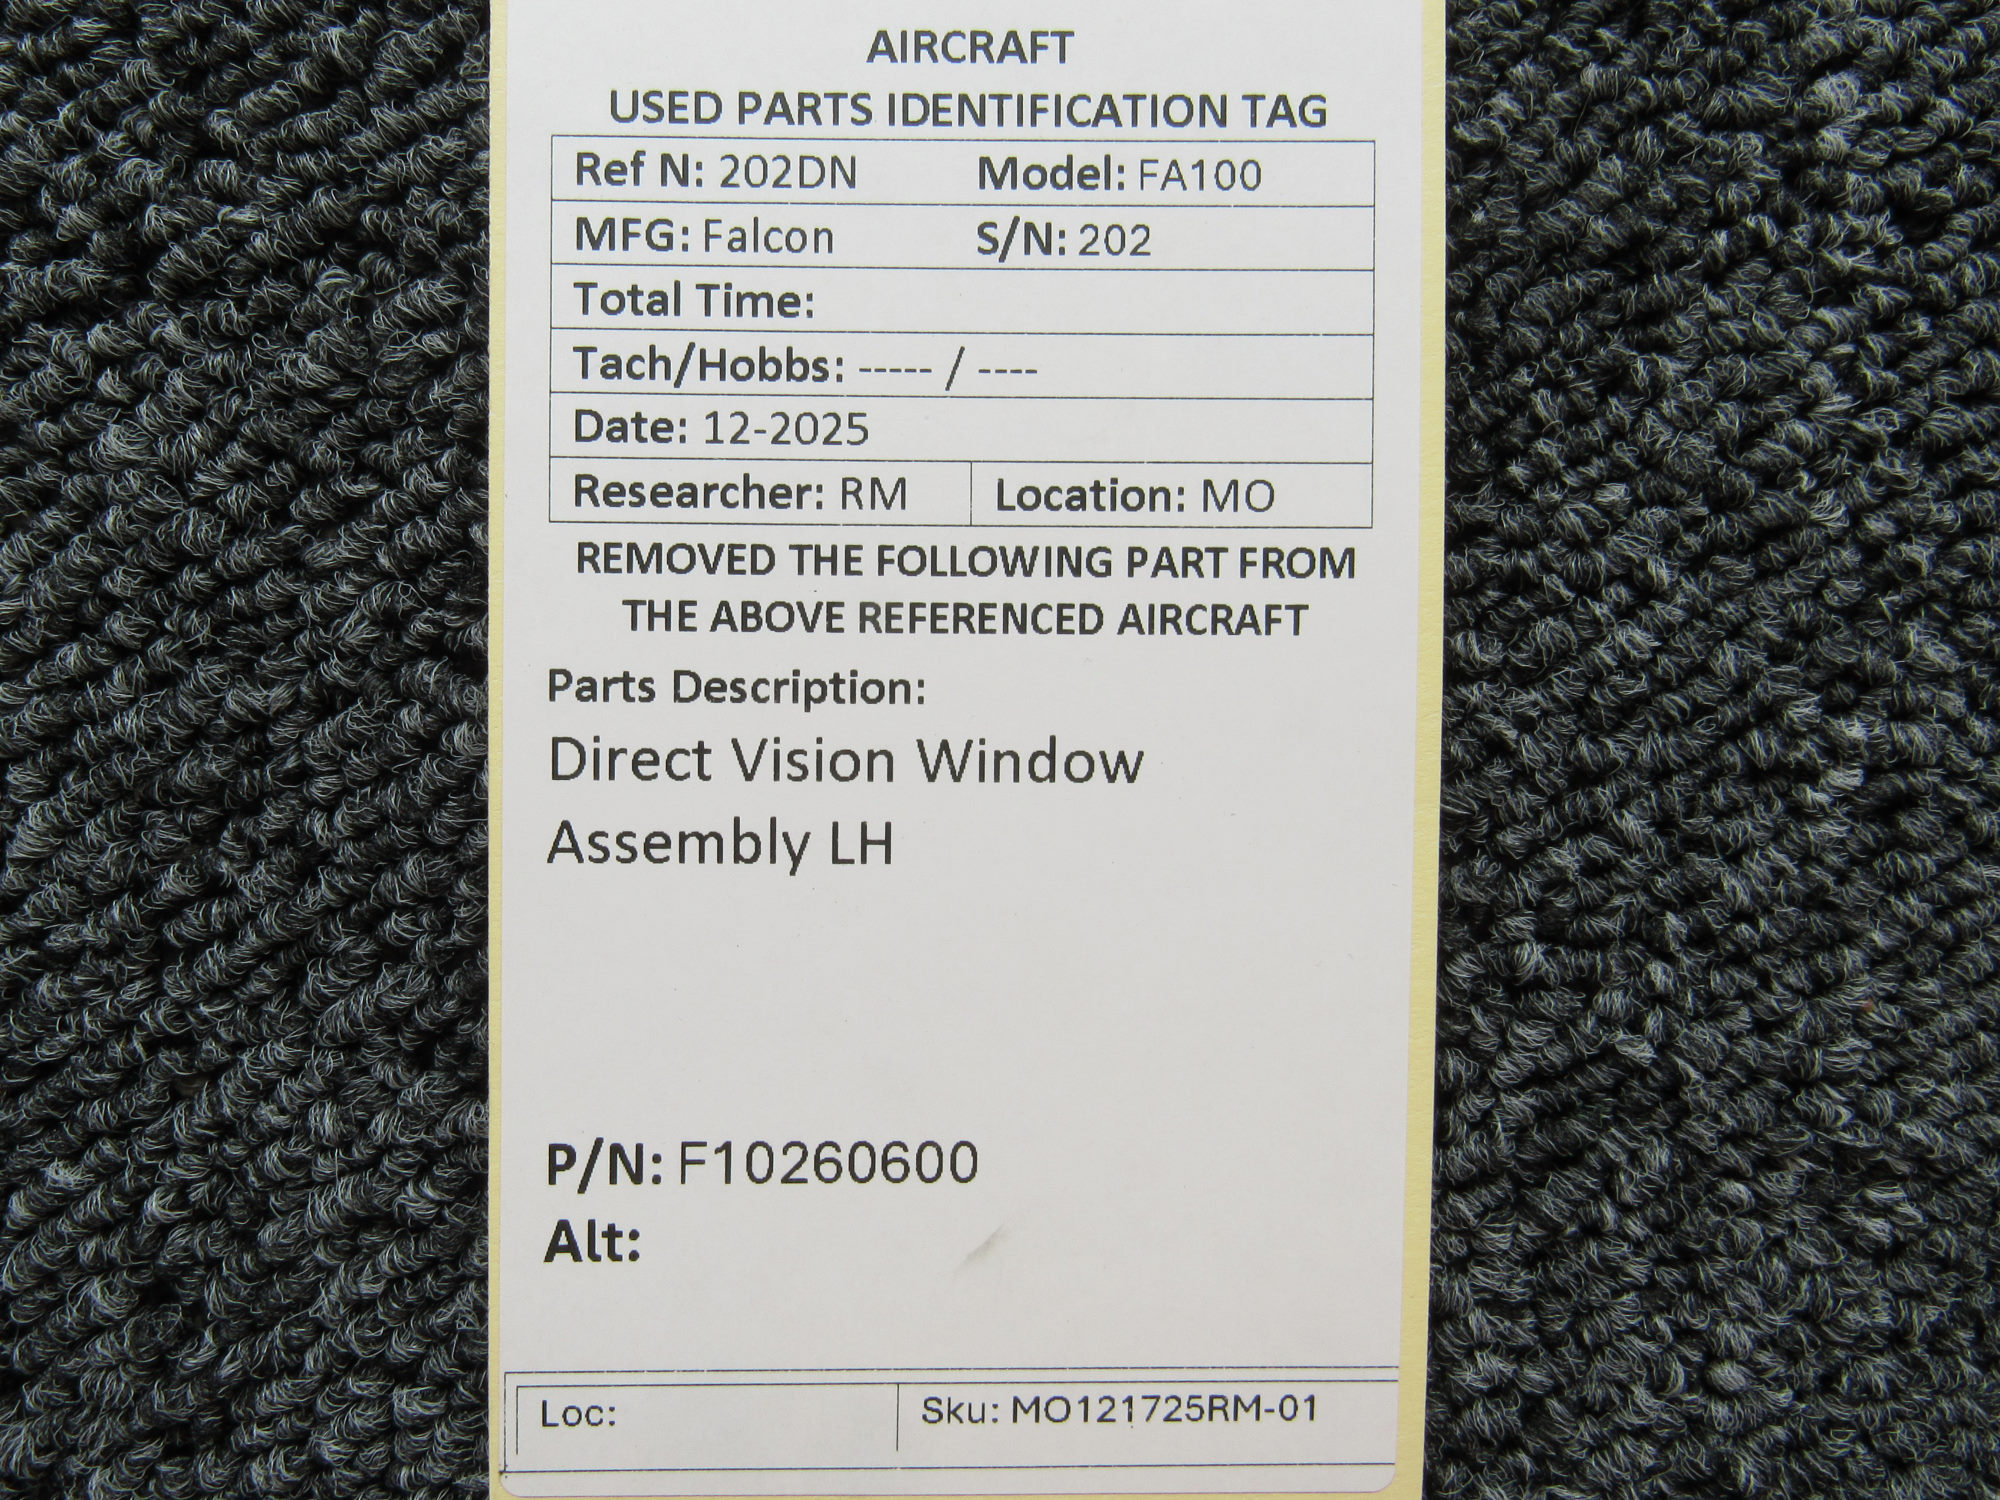 AIRCRAFT
USED PARTS IDENTIFICATION TAG
Ref N: 202DN Model: FA100
MFG: Falcon S/N: 202
Total Time:
Tach/Hobbs: ----- / ----
Date: 12-2025
Researcher: RM Location: MO
REMOVED THE FOLLOWING PART FROM
THE ABOVE REFERENCED AIRCRAFT
Parts Description:
Direct Vision Window
Assembly LH
P/N: F10260600
Alt:
Loc: Sku: MO121725RM-01